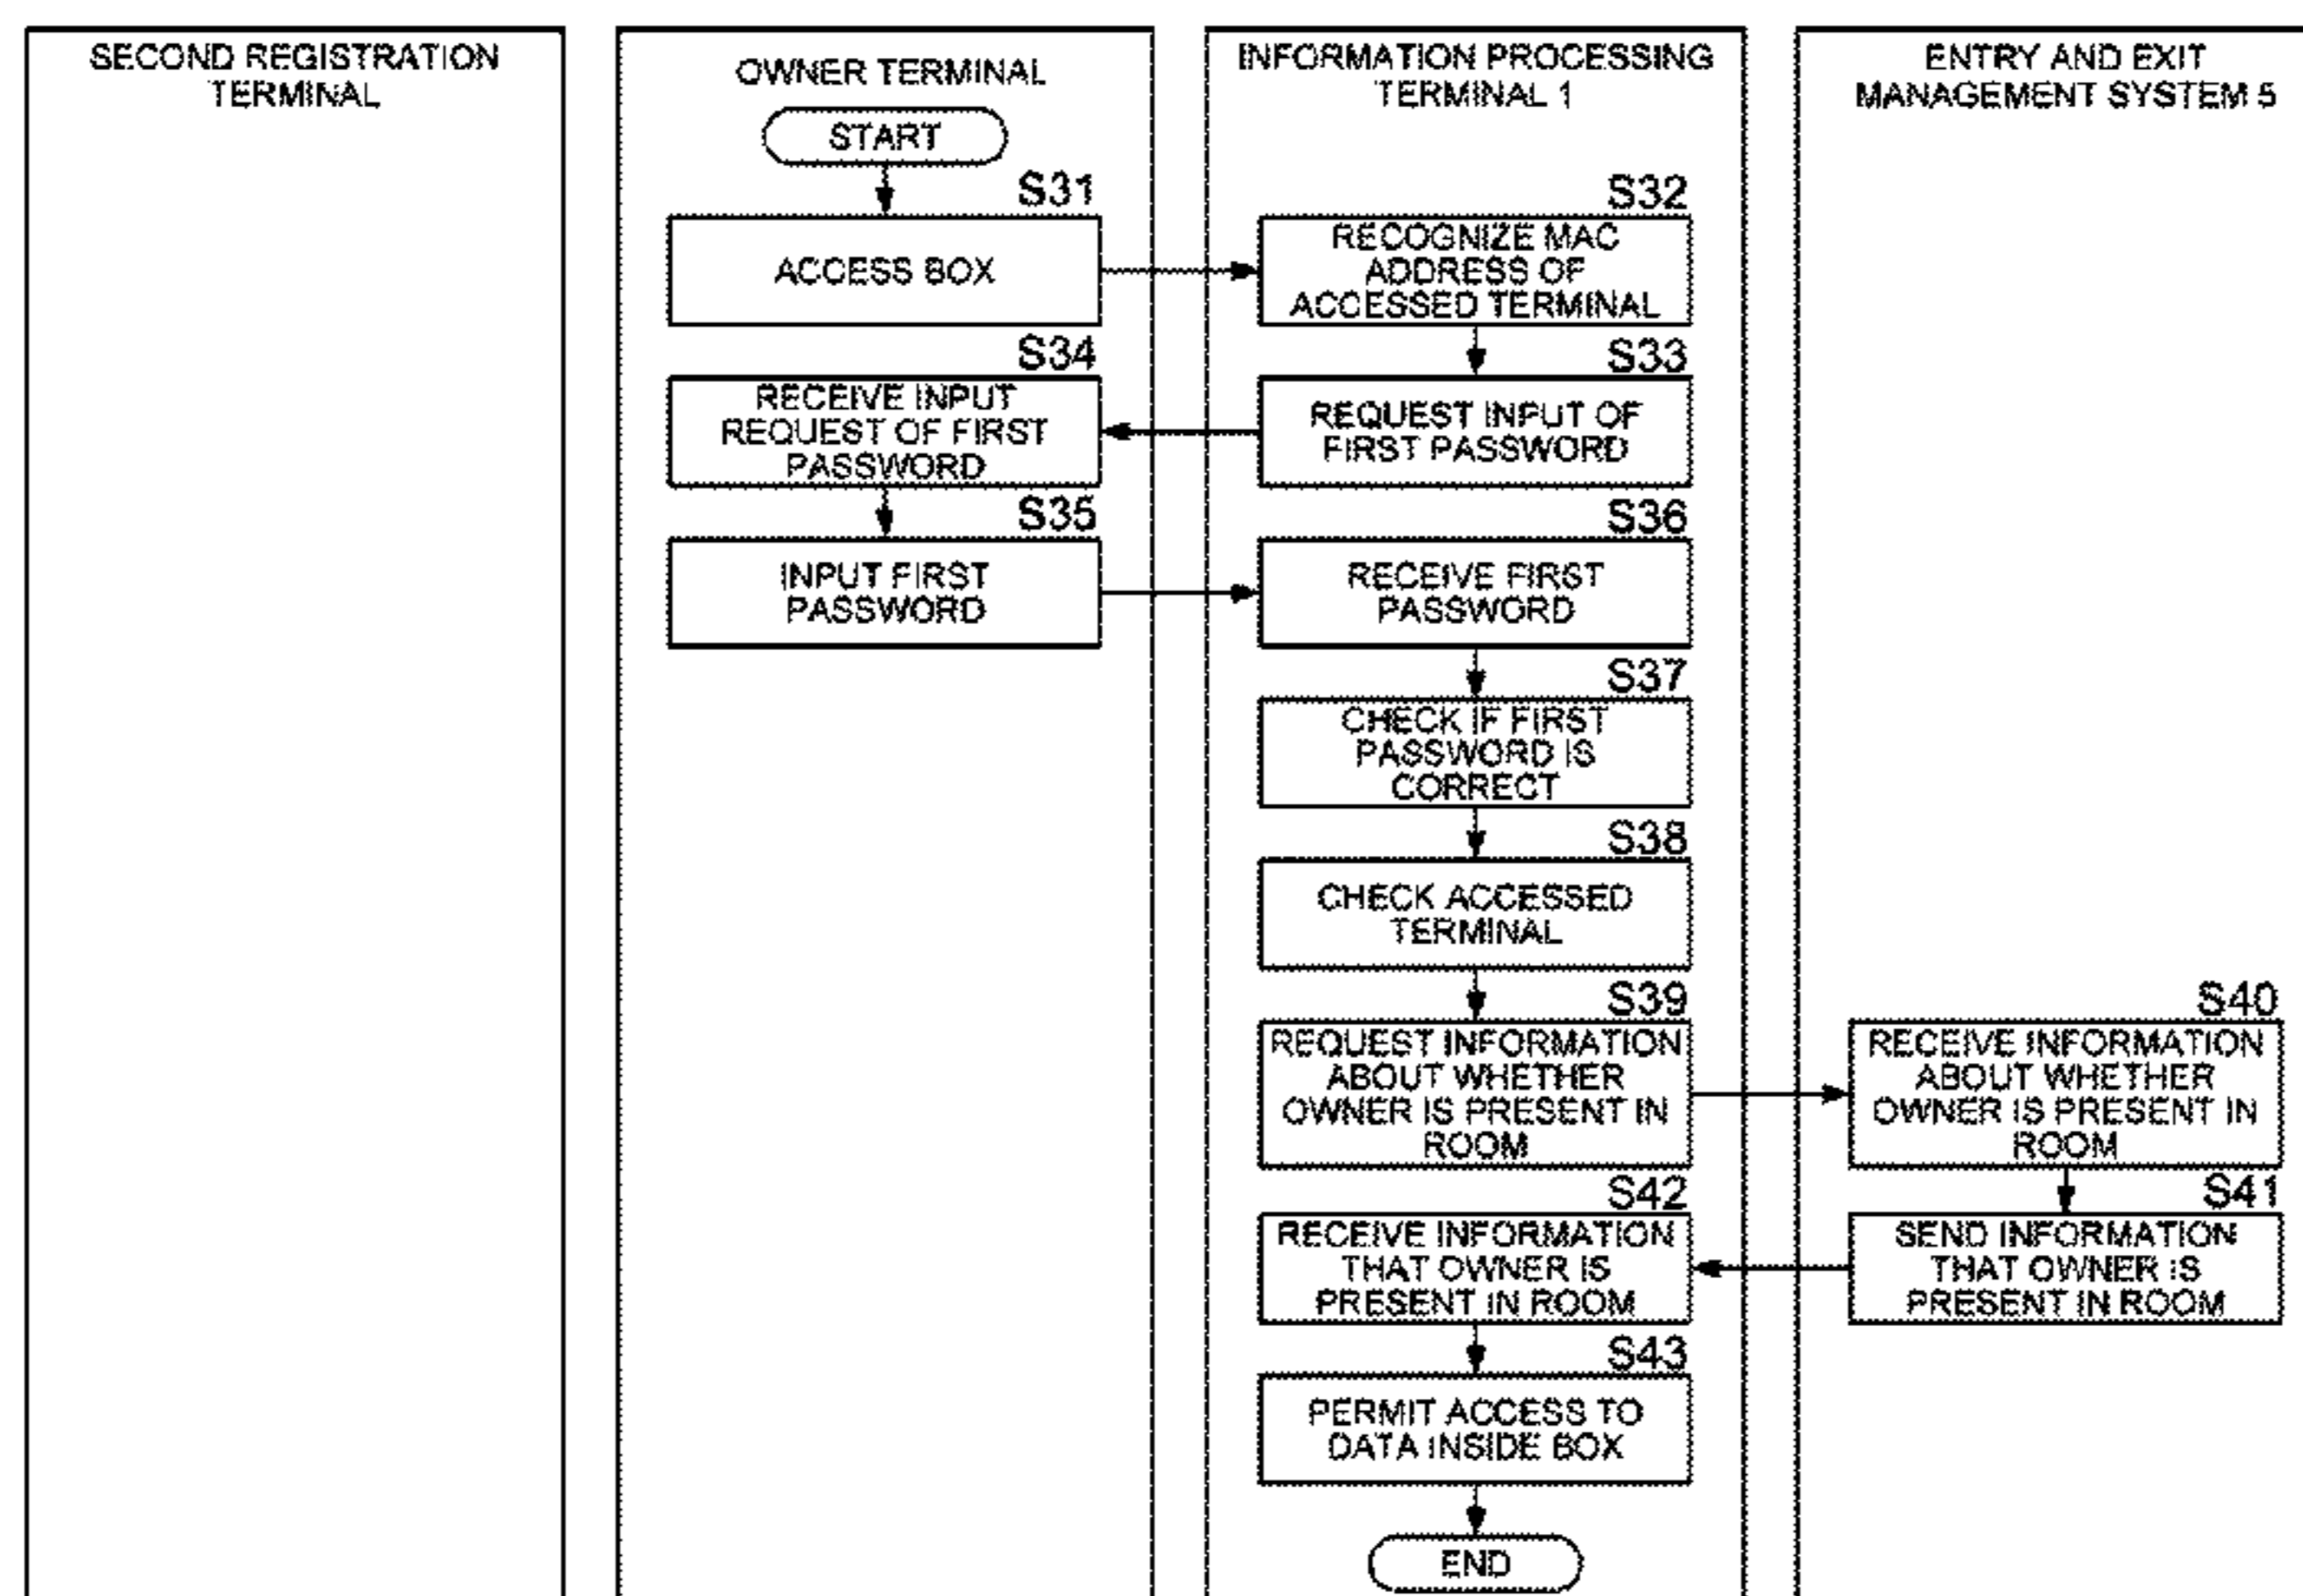 SECOND REGISTRATION
TERMINAL
OWNER TERMINAL
INFORMATION PROCESSING
TERMINAL 1
ENTRY AND EXIT
MANAGEMENT SYSTEM 5
START
S31
ACCESS BOX
S32
RECOGNIZE MAC
ADDRESS OF
ACCESSED TERMINAL
S33
REQUEST INPUT OF
FIRST PASSWORD
S34
RECEIVE INPUT
REQUEST OF FIRST
PASSWORD
S35
INPUT FIRST
PASSWORD
S36
RECEIVE FIRST
PASSWORD
S37
CHECK IF FIRST
PASSWORD IS
CORRECT
S38
CHECK ACCESSED
TERMINAL
S39
REQUEST INFORMATION
ABOUT WHETHER
OWNER IS PRESENT IN
ROOM
S40
RECEIVE INFORMATION
ABOUT WHETHER
OWNER IS PRESENT IN
ROOM
S41
SEND INFORMATION
THAT OWNER IS
PRESENT IN ROOM
S42
RECEIVE INFORMATION
THAT OWNER IS
PRESENT IN ROOM
S43
PERMIT ACCESS TO
DATA INSIDE BOX
END